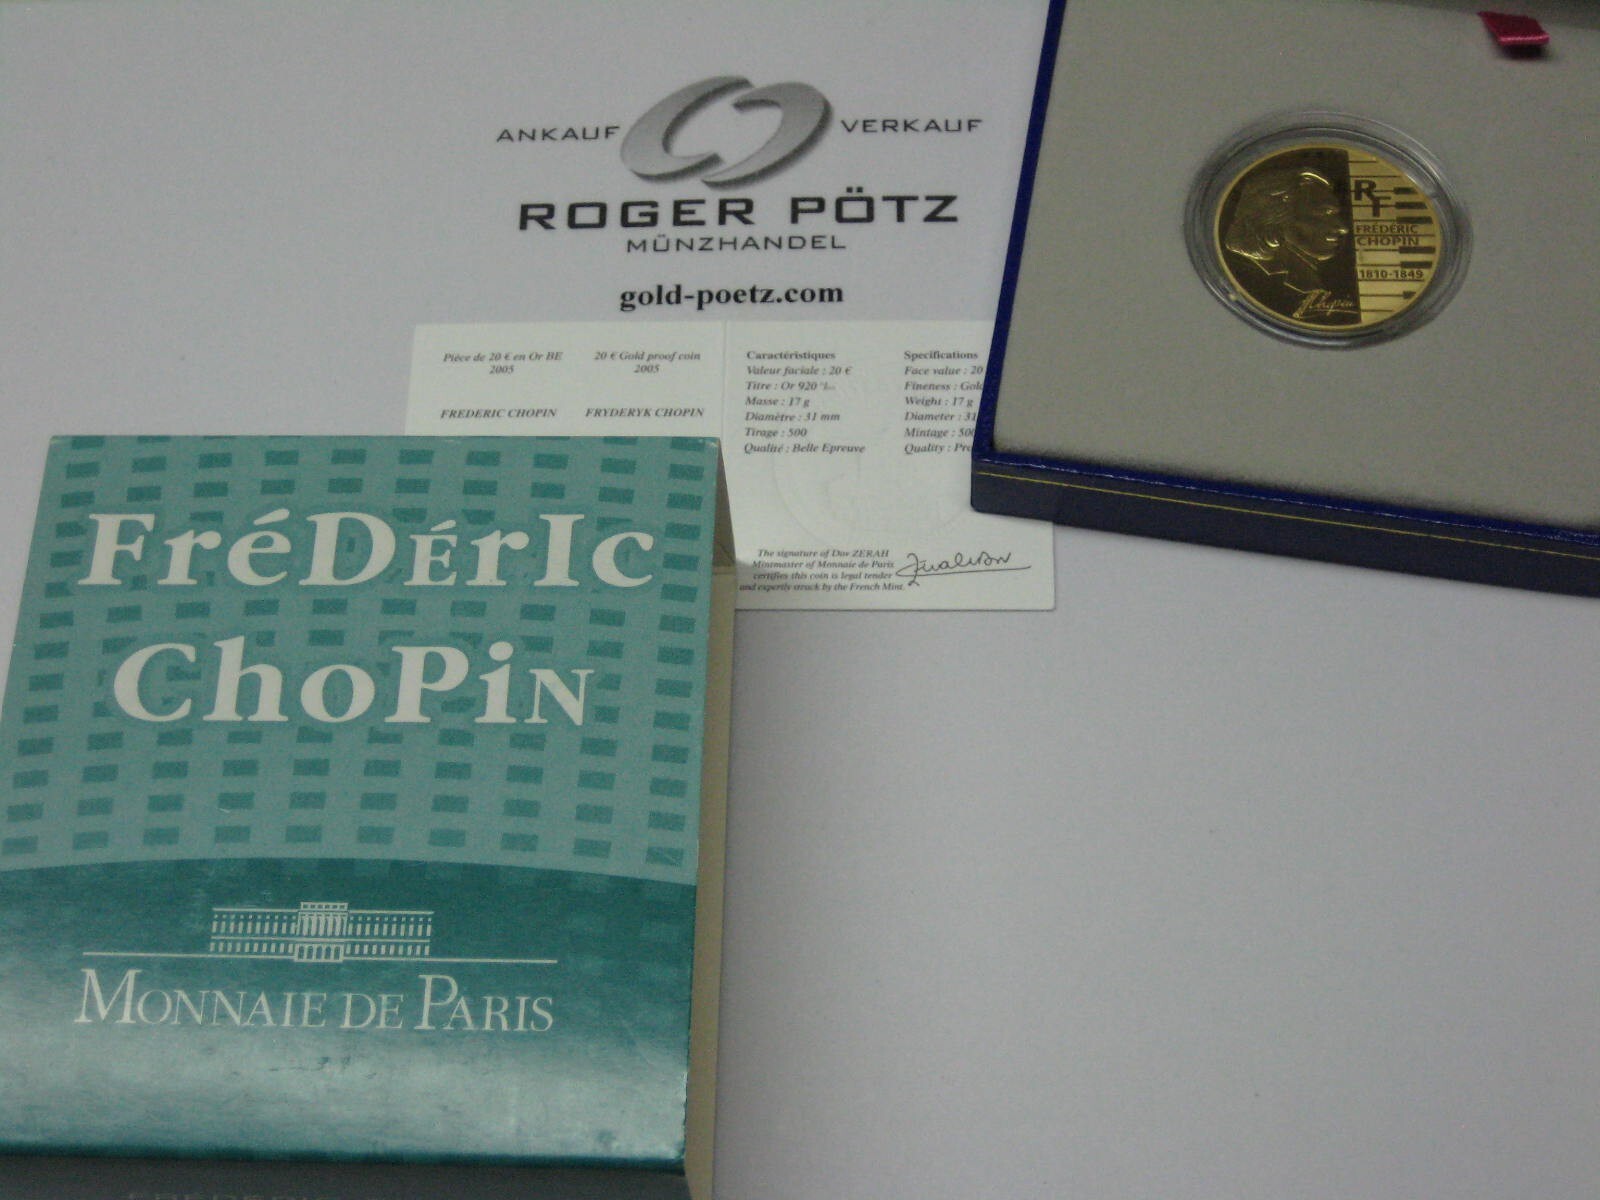 ANKAUF VERKAUF
ROGER PÖTZ
MÜNZHANDEL
gold-poetz.com
Pièce de 20 € en Or BE
2005
FREDERIC CHOPIN
20 € Gold proof coin
2005
FRYDERYK CHOPIN
Caractéristiques
Valeur faciale : 20 €
Titre : Or 920 ‰
Masse : 17 g
Diamètre : 31 mm
Tirage : 500
Qualité : Belle Epreuve
Specifications
Face value : 20
Fineness : Gold
Weight : 17 g
Diameter : 31
Mintage : 500
Quality :
The signature of Dov ZERAH
Mintmaster of Monnaie de Paris
certifies this coin is legal tender
and expertly struck by the French Mint.
RF
FRÉDÉRIC
CHOPIN
1810-1849
Chopin
FréDÉrIc
ChoPiN
MONNAIE DE PARIS